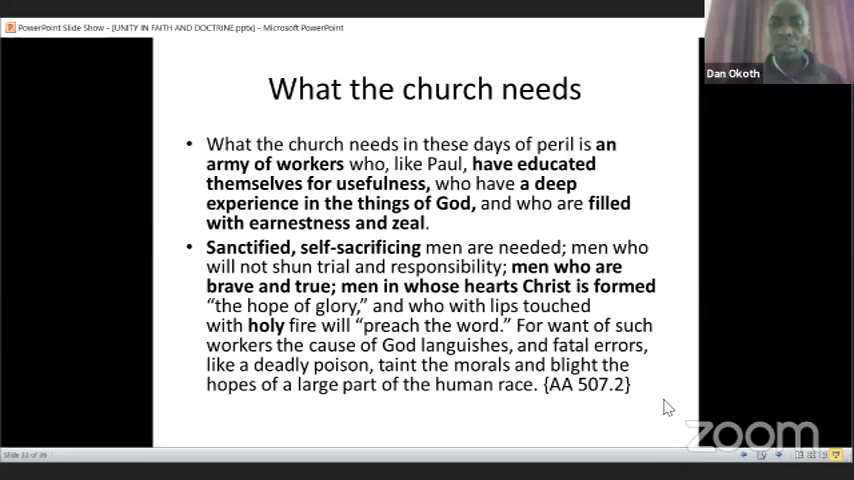 PowerPoint Slide Show - [UNITY IN FAITH AND DOCTRINE.pptx] - Microsoft PowerPoint
Dan Okoth
What the church needs
• What the church needs in these days of peril is an
army of workers who, like Paul, have educated
themselves for usefulness, who have a deep
experience in the things of God, and who are filled
with earnestness and zeal.
• Sanctified, self-sacrificing men are needed; men who
will not shun trial and responsibility; men who are
brave and true; men in whose hearts Christ is formed
“the hope of glory,” and who with lips touched
with holy fire will “preach the word.” For want of such
workers the cause of God languishes, and fatal errors,
like a deadly poison, taint the morals and blight the
hopes of a large part of the human race. {AA 507.2}
zoom
Slide 33 of 36